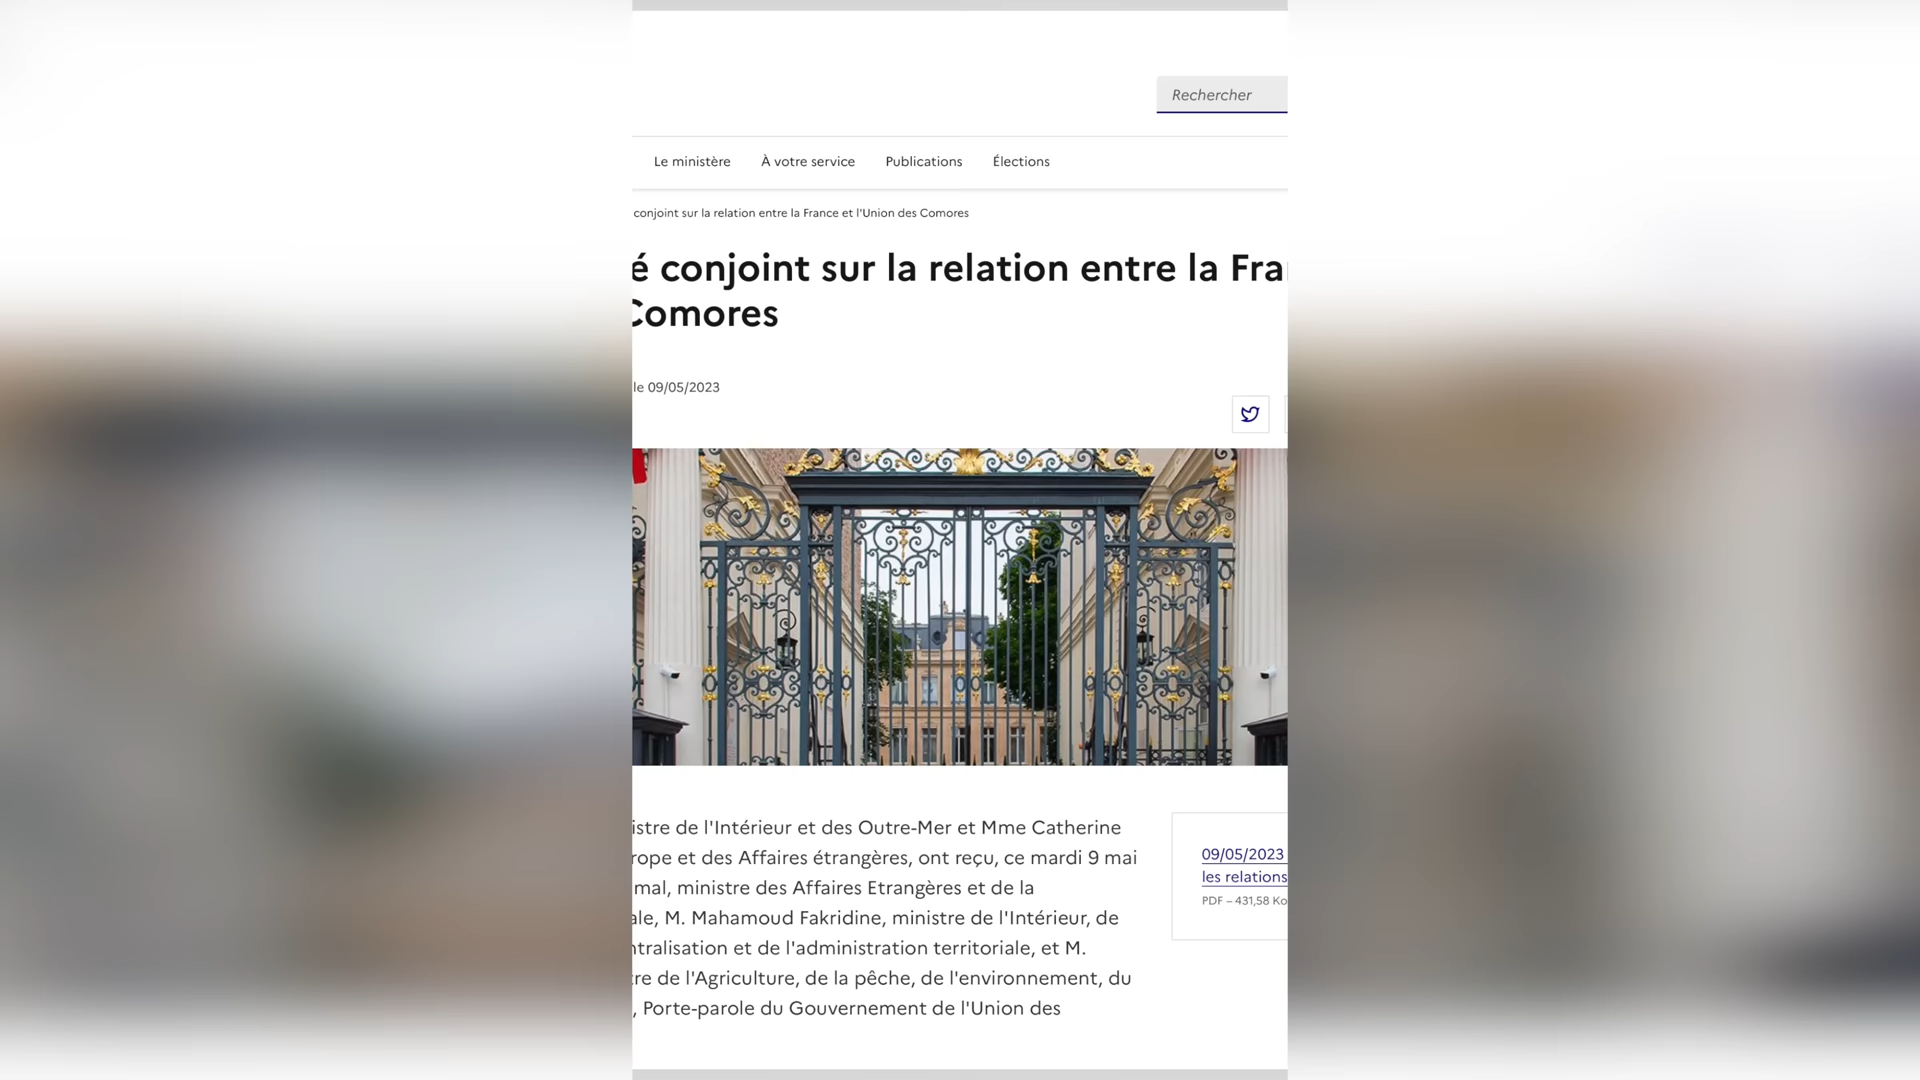 Rechercher
Le ministère À votre service Publications Élections
conjoint sur la relation entre la France et l'Union des Comores
é conjoint sur la relation entre la Fra
Comores
le 09/05/2023
istre de l'Intérieur et des Outre-Mer et Mme Catherine
rope et des Affaires étrangères, ont reçu, ce mardi 9 mai
mal, ministre des Affaires Etrangères et de la
ale, M. Mahamoud Fakridine, ministre de l'Intérieur, de
ntralisation et de l'administration territoriale, et M.
tre de l'Agriculture, de la pêche, de l'environnement, du
, Porte-parole du Gouvernement de l'Union des
09/05/2023
les relations
PDF – 431,58 Ko